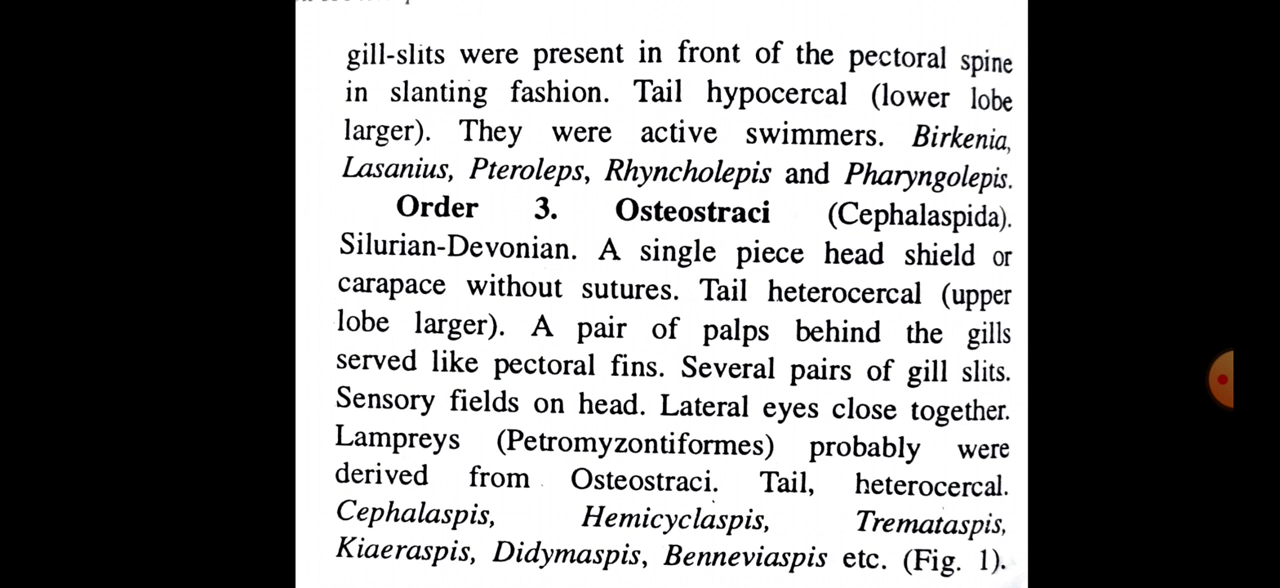 gill-slits were present in front of the pectoral spine
in slanting fashion. Tail hypocercal (lower lobe
larger). They were active swimmers. Birkenia,
Lasanius, Pteroleps, Rhyncholepis and Pharyngolepis.
Order 3. Osteostraci (Cephalaspida).
Silurian-Devonian. A single piece head shield or
carapace without sutures. Tail heterocercal (upper
lobe larger). A pair of palps behind the gills
served like pectoral fins. Several pairs of gill slits.
Sensory fields on head. Lateral eyes close together.
Lampreys (Petromyzontiformes) probably were
derived from Osteostraci. Tail, heterocercal.
Cephalaspis, Hemicyclaspis, Tremataspis,
Kiaeraspis, Didymaspis, Benneviaspis etc. (Fig. 1).